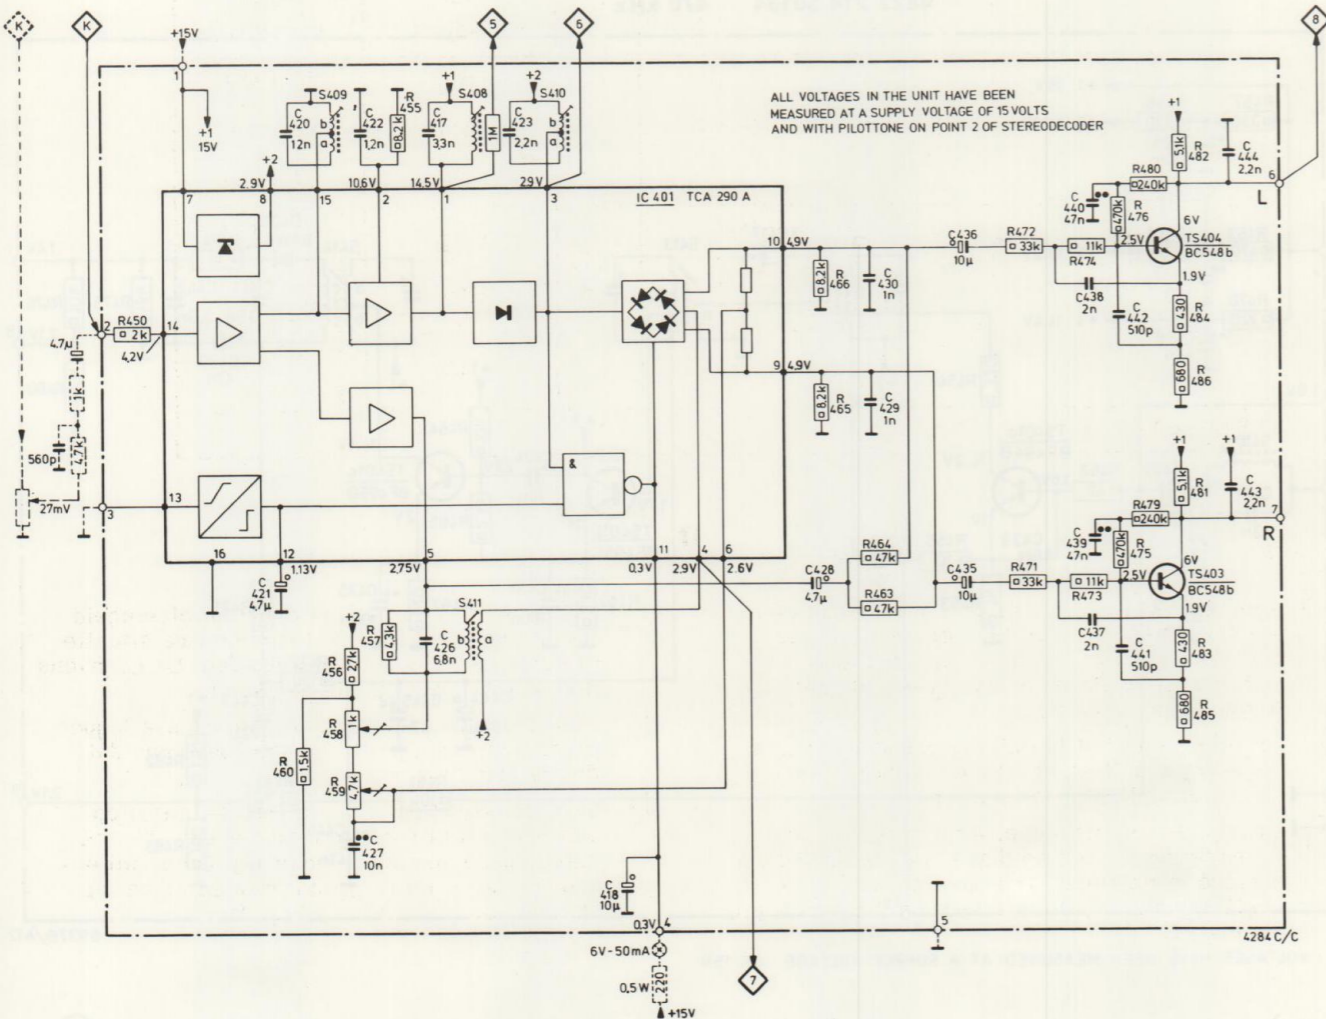 K
K
5
6
8
+15V
1
+1
15V
+2
S409
C
420
12n
b
a
C
422
1,2n
R
455
8,2k
+1
S408
C
417
3,3n
1M
+2
S410
C
423
2,2n
b
a
ALL VOLTAGES IN THE UNIT HAVE BEEN
MEASURED AT A SUPPLY VOLTAGE OF 15 VOLTS
AND WITH PILOTTONE ON POINT 2 OF STEREODECODER
2.9V
10,6V
14,5V
2,9V
7
8
15
2
1
3
IC 401 TCA 290 A
2
R450
2k
14
4,2V
4,7µ
1k
560p
4,7k
27mV
3
13
&
10
4,9V
8,2k
R
466
C
430
1n
9
4,9V
8,2k
R
465
C
429
1n
C436
10µ
R472
33k
11k
R474
C438
2n
C
440
47n
R480
240k
470k
R
476
2.5V
+1
5,1k
R
482
C
444
2,2n
6
L
6V
TS404
BC548b
1.9V
C
442
510p
430
R
484
680
R
486
16
12
1.13V
5
2,75V
11
0,3V
4
2,9V
6
2.6V
C
421
4,7µ
C428
4,7µ
R464
47k
R463
47k
C435
10µ
R471
33k
11k
R473
C437
2n
C
439
47n
R479
240k
470k
R
475
2.5V
+1
5,1k
R
481
+1
C
443
2,2n
7
R
6V
TS403
BC548b
1.9V
C
441
510p
430
R
483
680
R
485
+2
R
457
4,3k
C
426
6,8n
S411
b
a
+2
R
456
27k
R
458
1k
R
460
1,5k
R
459
4,7k
C
427
10n
C
418
10µ
0,3V
4
5
6V-50mA
0,5W
220
+15V
7
4284 C/C